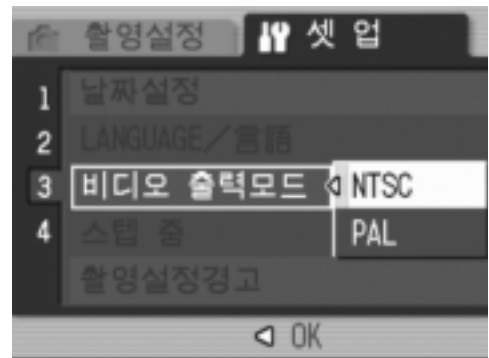 촬영설정 셋업
1 날짜설정
2 LANGUAGE/言語
3 비디오 출력모드 NTSC
4 스텝 줌 PAL
촬영설정경고
OK